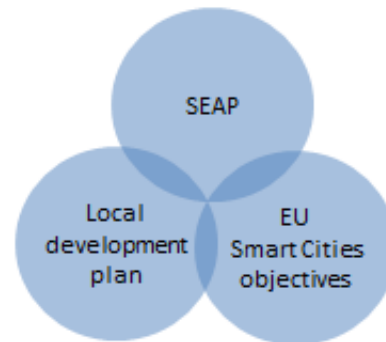 SEAP
Local
development
plan
EU
Smart Cities
objectives